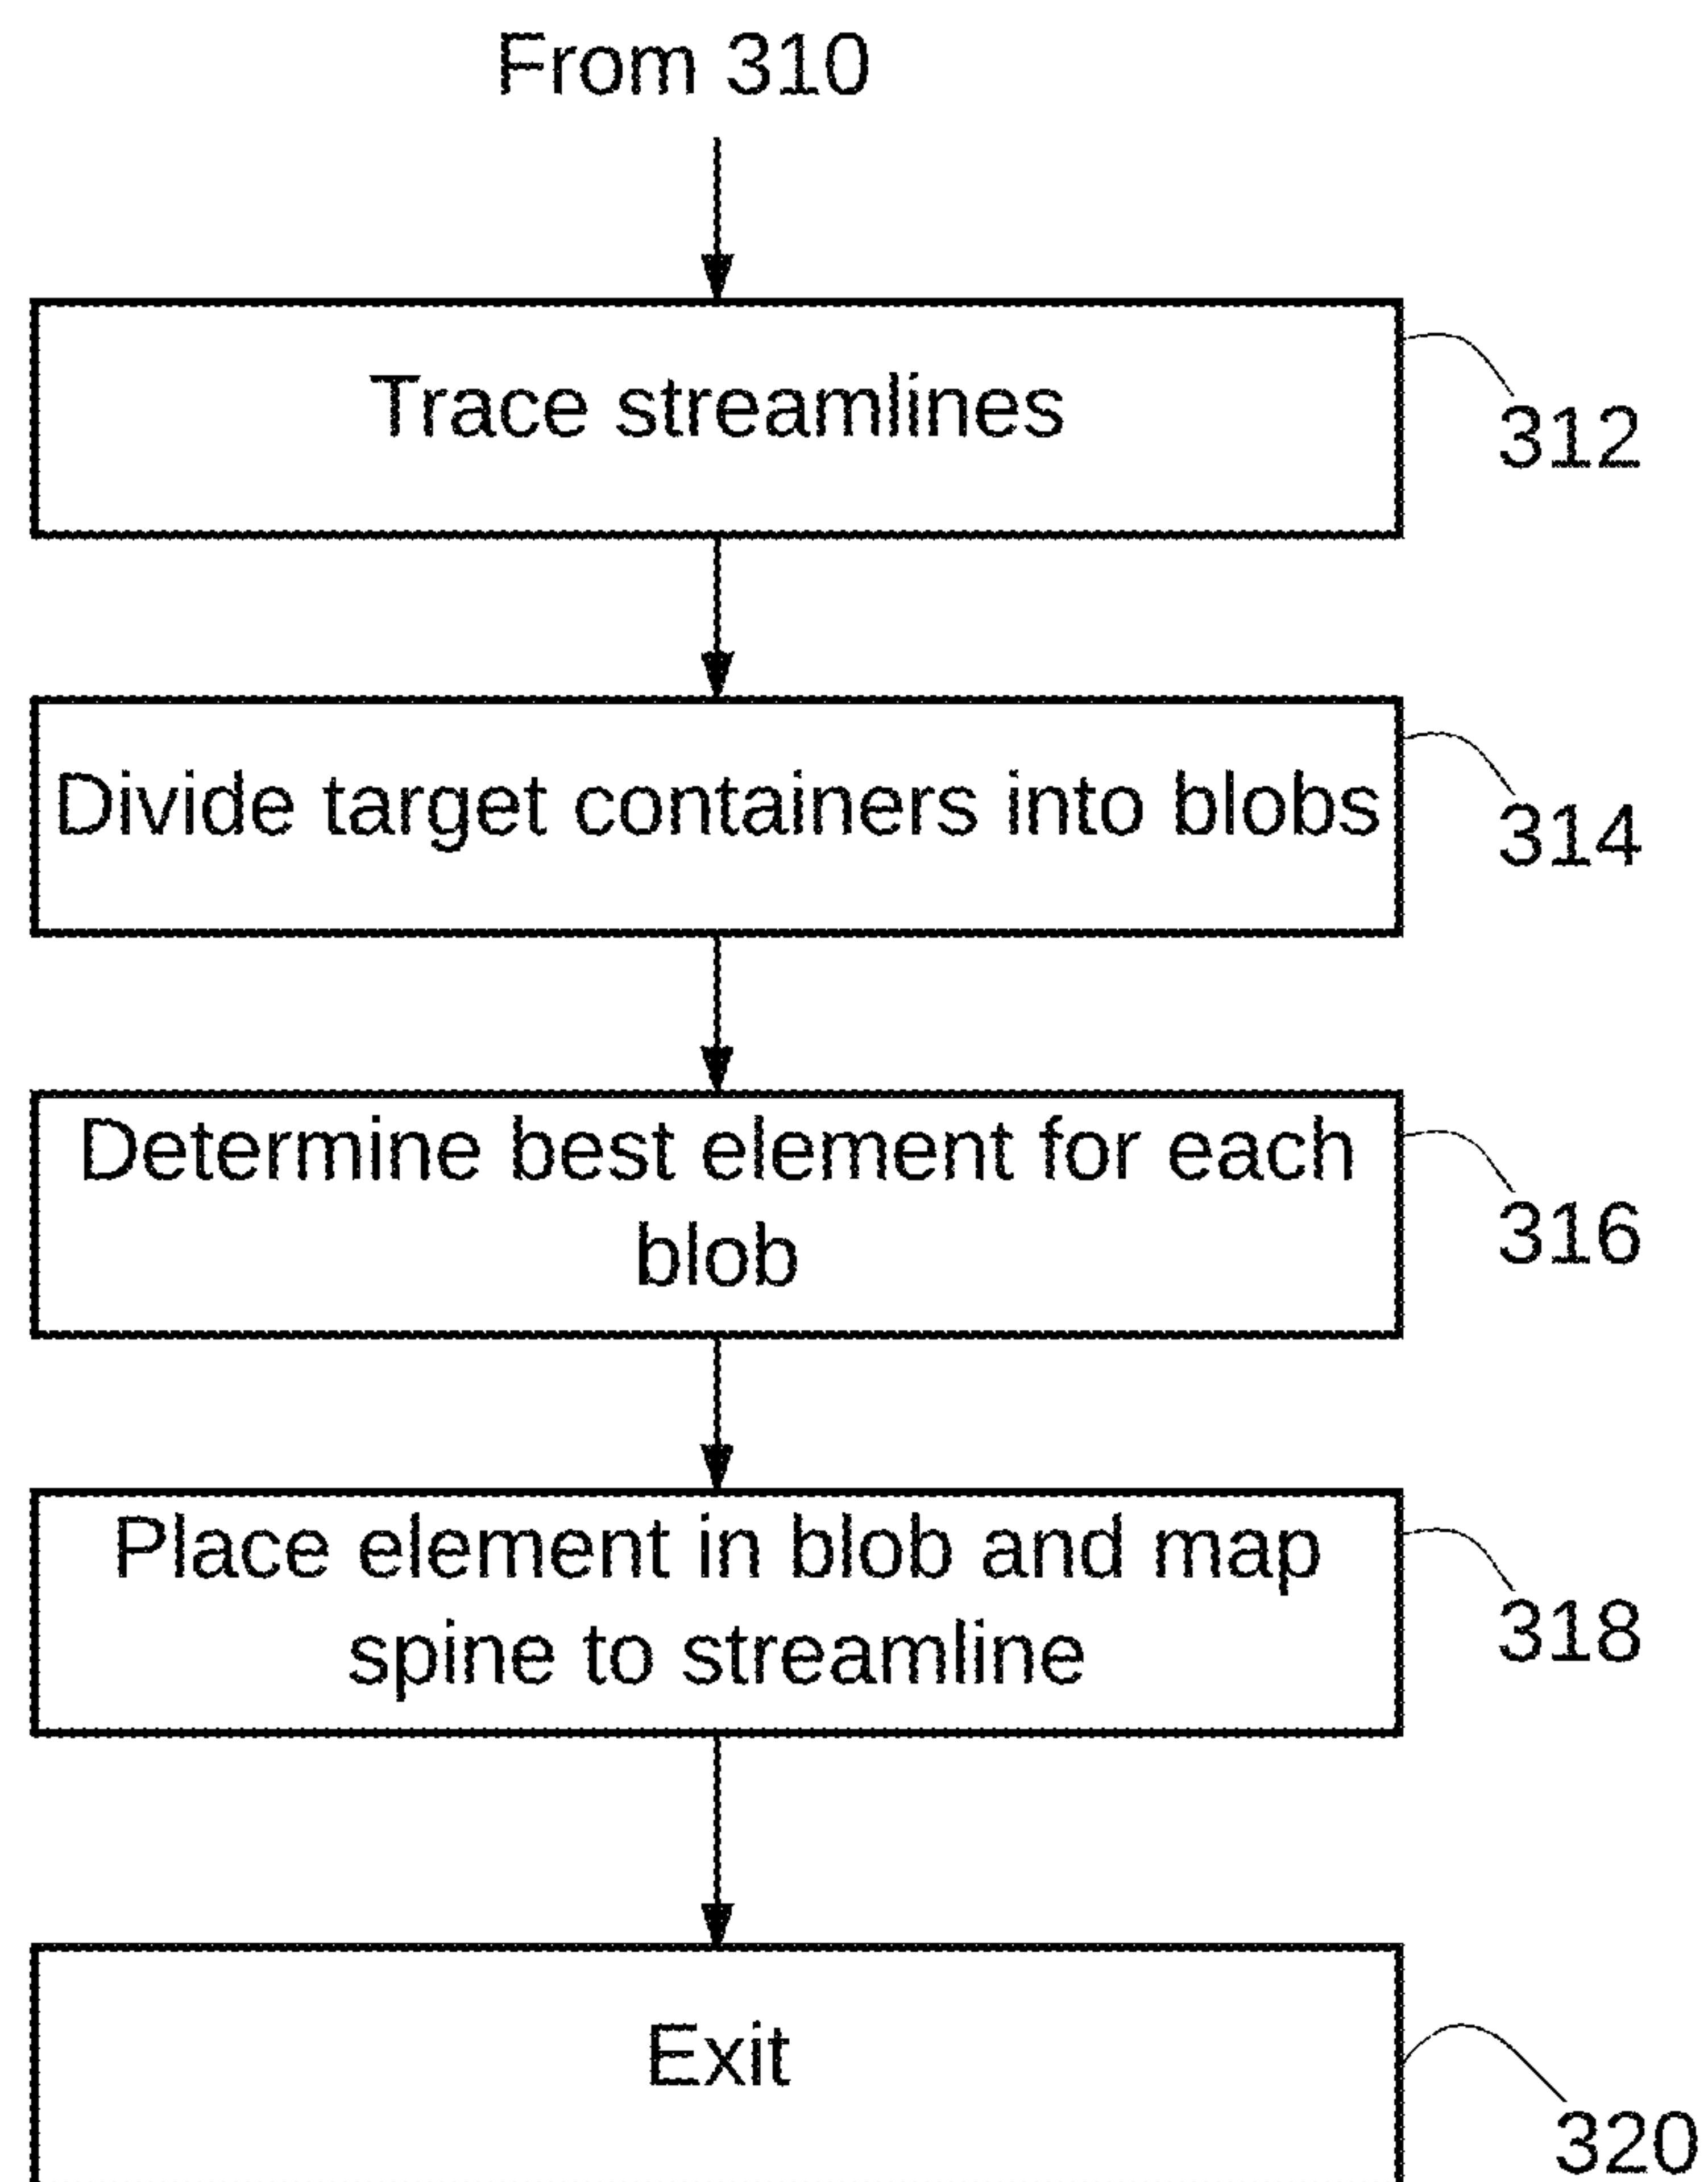 From 310
Trace streamlines
312
Divide target containers into blobs
314
Determine best element for each
blob
316
Place element in blob and map
spine to streamline
318
Exit
320